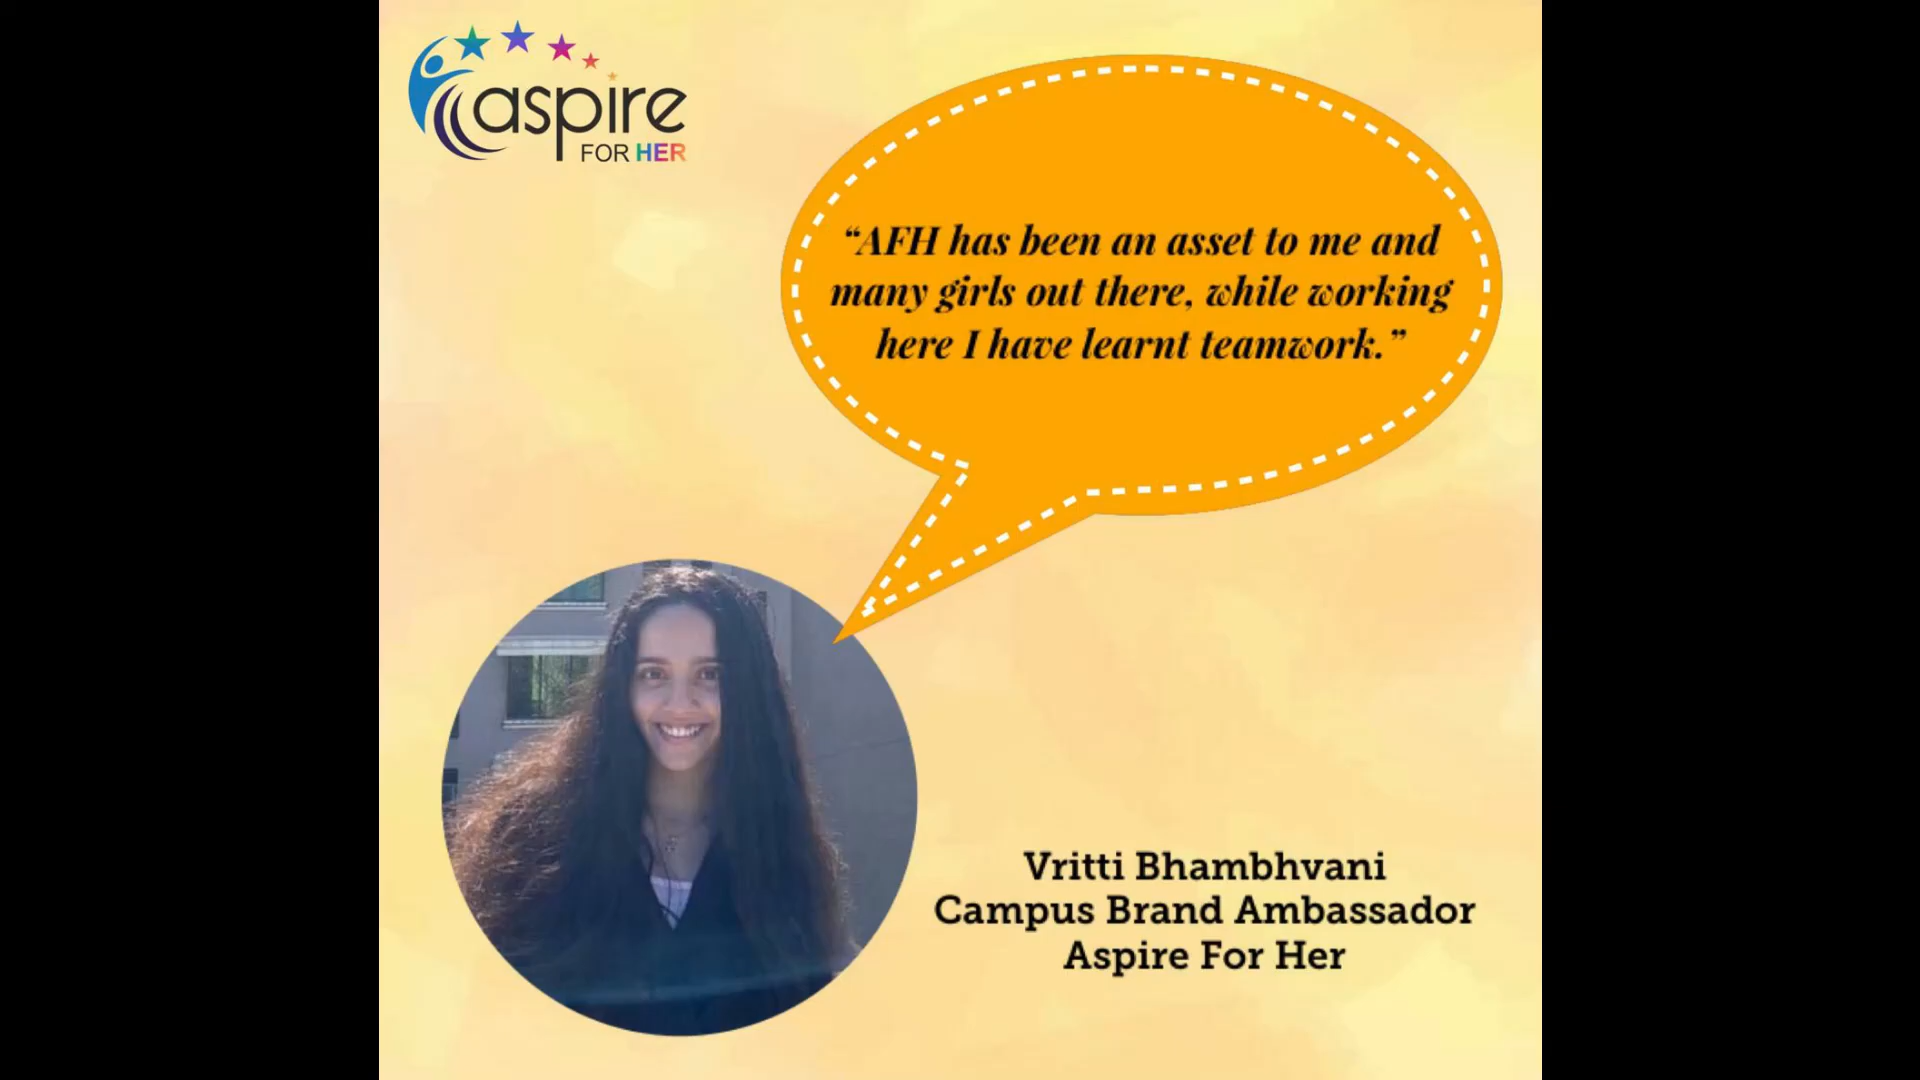 aspire
FOR HER
“AFH has been an asset to me and
many girls out there, while working
here I have learnt teamwork.”
Vritti Bhambhvani
Campus Brand Ambassador
Aspire For Her